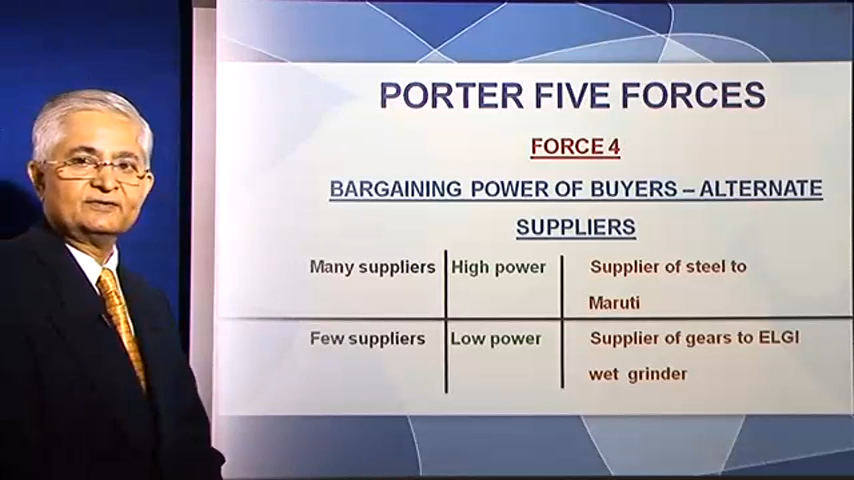 PORTER FIVE FORCES
FORCE 4
BARGAINING POWER OF BUYERS – ALTERNATE
SUPPLIERS
Many suppliers High power Supplier of steel to
Maruti
Few suppliers Low power Supplier of gears to ELGI
wet grinder